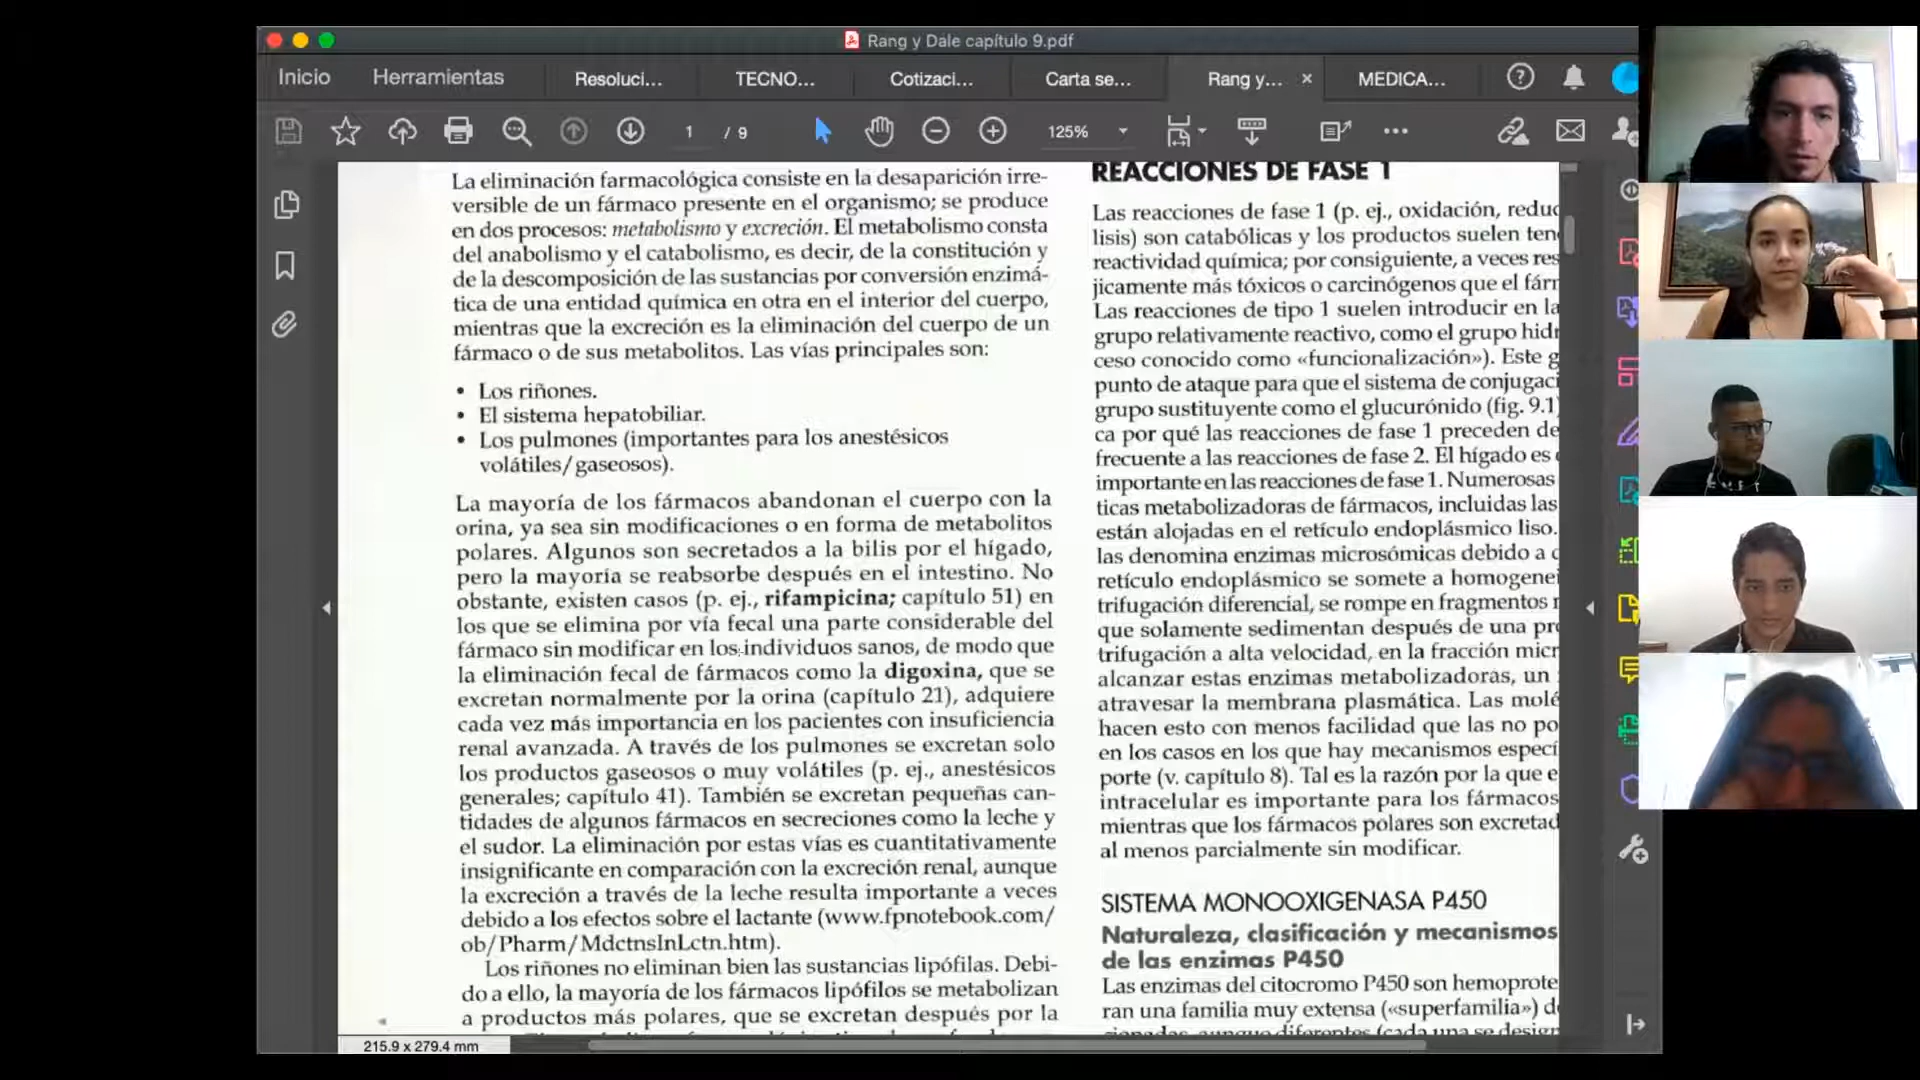 Rang y Dale capítulo 9.pdf
Inicio
Herramientas
Resoluci...
TECNO...
Cotizaci...
Carta se...
Rang y...
MEDICA...
1 / 9
125%
La eliminación farmacológica consiste en la desaparición irre-
versible de un fármaco presente en el organismo; se produce
en dos procesos: metabolismo y excreción. El metabolismo consta
del anabolismo y el catabolismo, es decir, de la constitución y
de la descomposición de las sustancias por conversión enzimá-
tica de una entidad química en otra en el interior del cuerpo,
mientras que la excreción es la eliminación del cuerpo de un
fármaco o de sus metabolitos. Las vías principales son:
• Los riñones.
• El sistema hepatobiliar.
• Los pulmones (importantes para los anestésicos
volátiles/gaseosos).
La mayoría de los fármacos abandonan el cuerpo con la
orina, ya sea sin modificaciones o en forma de metabolitos
polares. Algunos son secretados a la bilis por el hígado,
pero la mayoría se reabsorbe después en el intestino. No
obstante, existen casos (p. ej., rifampicina; capítulo 51) en
los que se elimina por vía fecal una parte considerable del
fármaco sin modificar en los individuos sanos, de modo que
la eliminación fecal de fármacos como la digoxina, que se
excretan normalmente por la orina (capítulo 21), adquiere
cada vez más importancia en los pacientes con insuficiencia
renal avanzada. A través de los pulmones se excretan solo
los productos gaseosos o muy volátiles (p. ej., anestésicos
generales; capítulo 41). También se excretan pequeñas can-
tidades de algunos fármacos en secreciones como la leche y
el sudor. La eliminación por estas vías es cuantitativamente
insignificante en comparación con la excreción renal, aunque
la excreción a través de la leche resulta importante a veces
debido a los efectos sobre el lactante (www.fpnotebook.com/
ob/Pharm/MdctnsInLctn.htm).
Los riñones no eliminan bien las sustancias lipófilas. Debi-
do a ello, la mayoría de los fármacos lipófilos se metabolizan
a productos más polares, que se excretan después por la
REACCIONES DE FASE 1
Las reacciones de fase 1 (p. ej., oxidación, reduc
lisis) son catabólicas y los productos suelen ten
reactividad química; por consiguiente, a veces res
jicamente más tóxicos o carcinógenos que el fárm
Las reacciones de tipo 1 suelen introducir en la
grupo relativamente reactivo, como el grupo hidr
ceso conocido como «funcionalización»). Este g
punto de ataque para que el sistema de conjugaci
grupo sustituyente como el glucurónido (fig. 9.1)
ca por qué las reacciones de fase 1 preceden de
frecuente a las reacciones de fase 2. El hígado es
importante en las reacciones de fase 1. Numerosas
ticas metabolizadoras de fármacos, incluidas las
están alojadas en el retículo endoplásmico liso.
las denomina enzimas microsómicas debido a
retículo endoplásmico se somete a homogenei
trifugación diferencial, se rompe en fragmentos
que solamente sedimentan después de una pro
trifugación a alta velocidad, en la fracción micr
alcanzar estas enzimas metabolizadoras, un
atravesar la membrana plasmática. Las molé
hacen esto con menos facilidad que las no po
en los casos en los que hay mecanismos especí
porte (v. capítulo 8). Tal es la razón por la que e
intracelular es importante para los fármacos
mientras que los fármacos polares son excretad
al menos parcialmente sin modificar.
SISTEMA MONOOXIGENASA P450
Naturaleza, clasificación y mecanismos
de las enzimas P450
Las enzimas del citocromo P450 son hemoprote
ran una familia muy extensa («superfamilia») d
215.9 x 279.4 mm